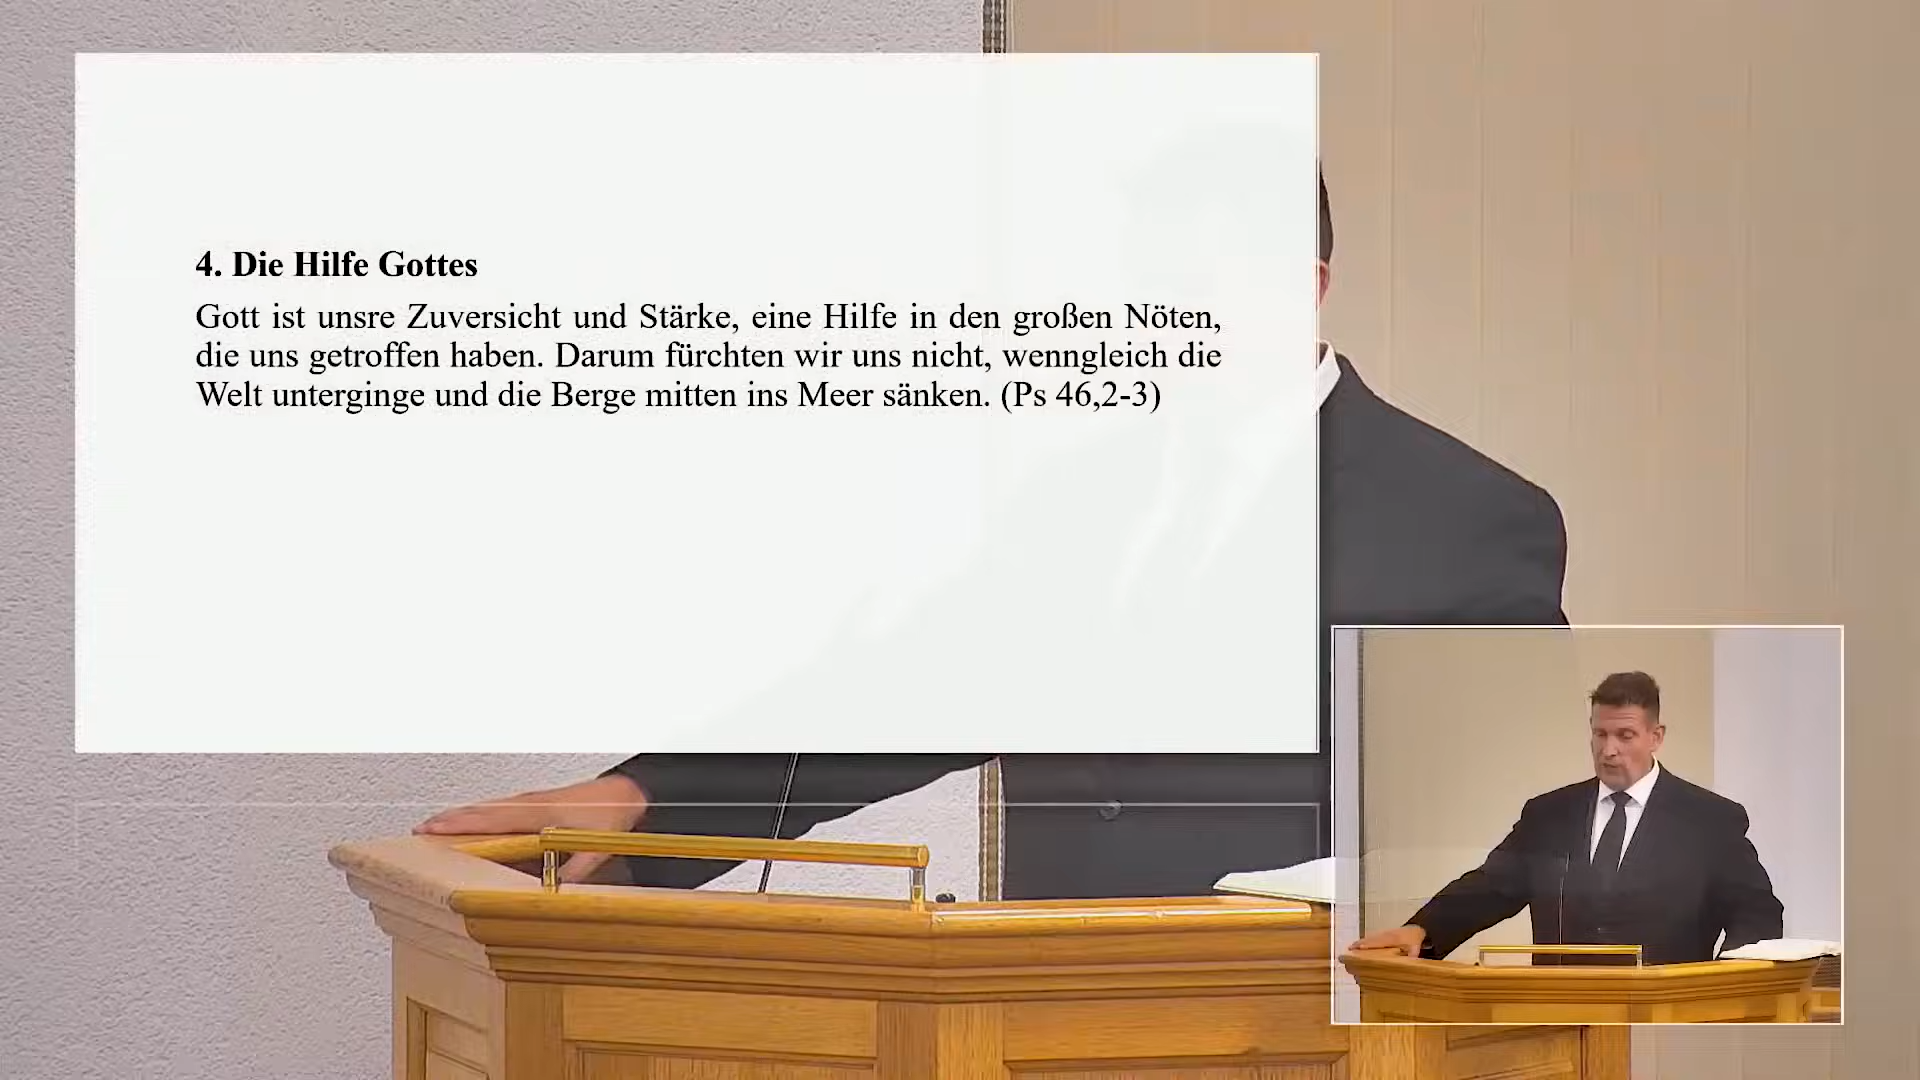 4. Die Hilfe Gottes
Gott ist unsre Zuversicht und Stärke, eine Hilfe in den großen Nöten,
die uns getroffen haben. Darum fürchten wir uns nicht, wenngleich die
Welt unterginge und die Berge mitten ins Meer sänken. (Ps 46,2-3)